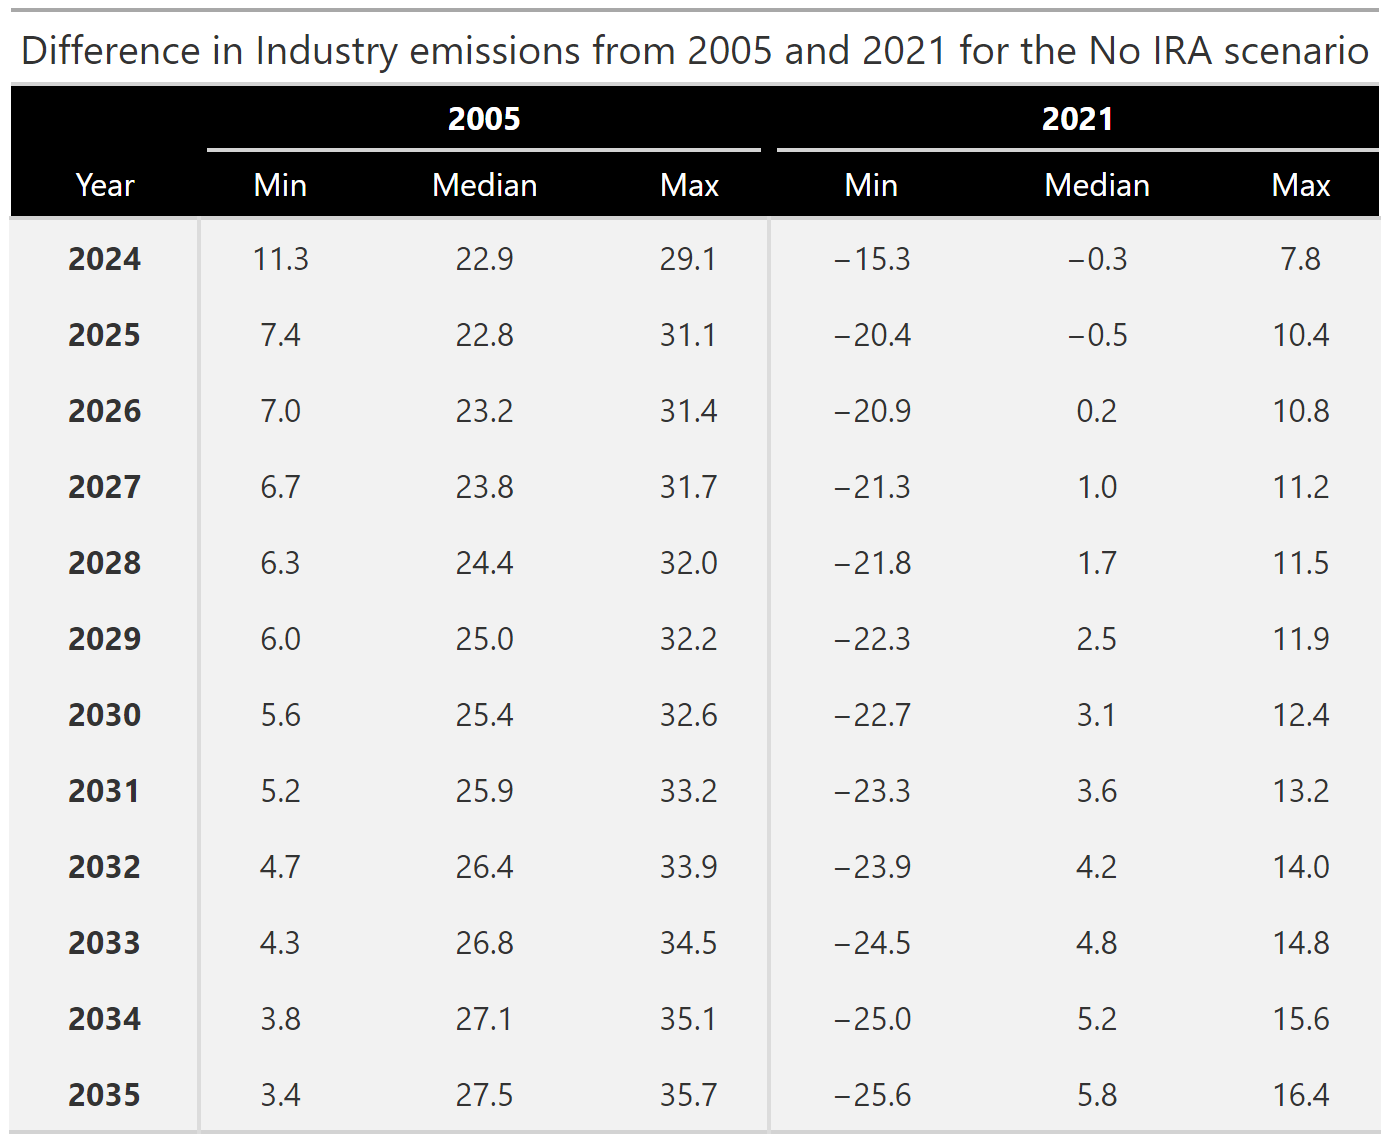 Difference in Industry emissions from 2005 and 2021 for the No IRA scenario
2005 2021
Year Min Median Max Min Median Max
2024 11.3 22.9 29.1 −15.3 −0.3 7.8
2025 7.4 22.8 31.1 −20.4 −0.5 10.4
2026 7.0 23.2 31.4 −20.9 0.2 10.8
2027 6.7 23.8 31.7 −21.3 1.0 11.2
2028 6.3 24.4 32.0 −21.8 1.7 11.5
2029 6.0 25.0 32.2 −22.3 2.5 11.9
2030 5.6 25.4 32.6 −22.7 3.1 12.4
2031 5.2 25.9 33.2 −23.3 3.6 13.2
2032 4.7 26.4 33.9 −23.9 4.2 14.0
2033 4.3 26.8 34.5 −24.5 4.8 14.8
2034 3.8 27.1 35.1 −25.0 5.2 15.6
2035 3.4 27.5 35.7 −25.6 5.8 16.4